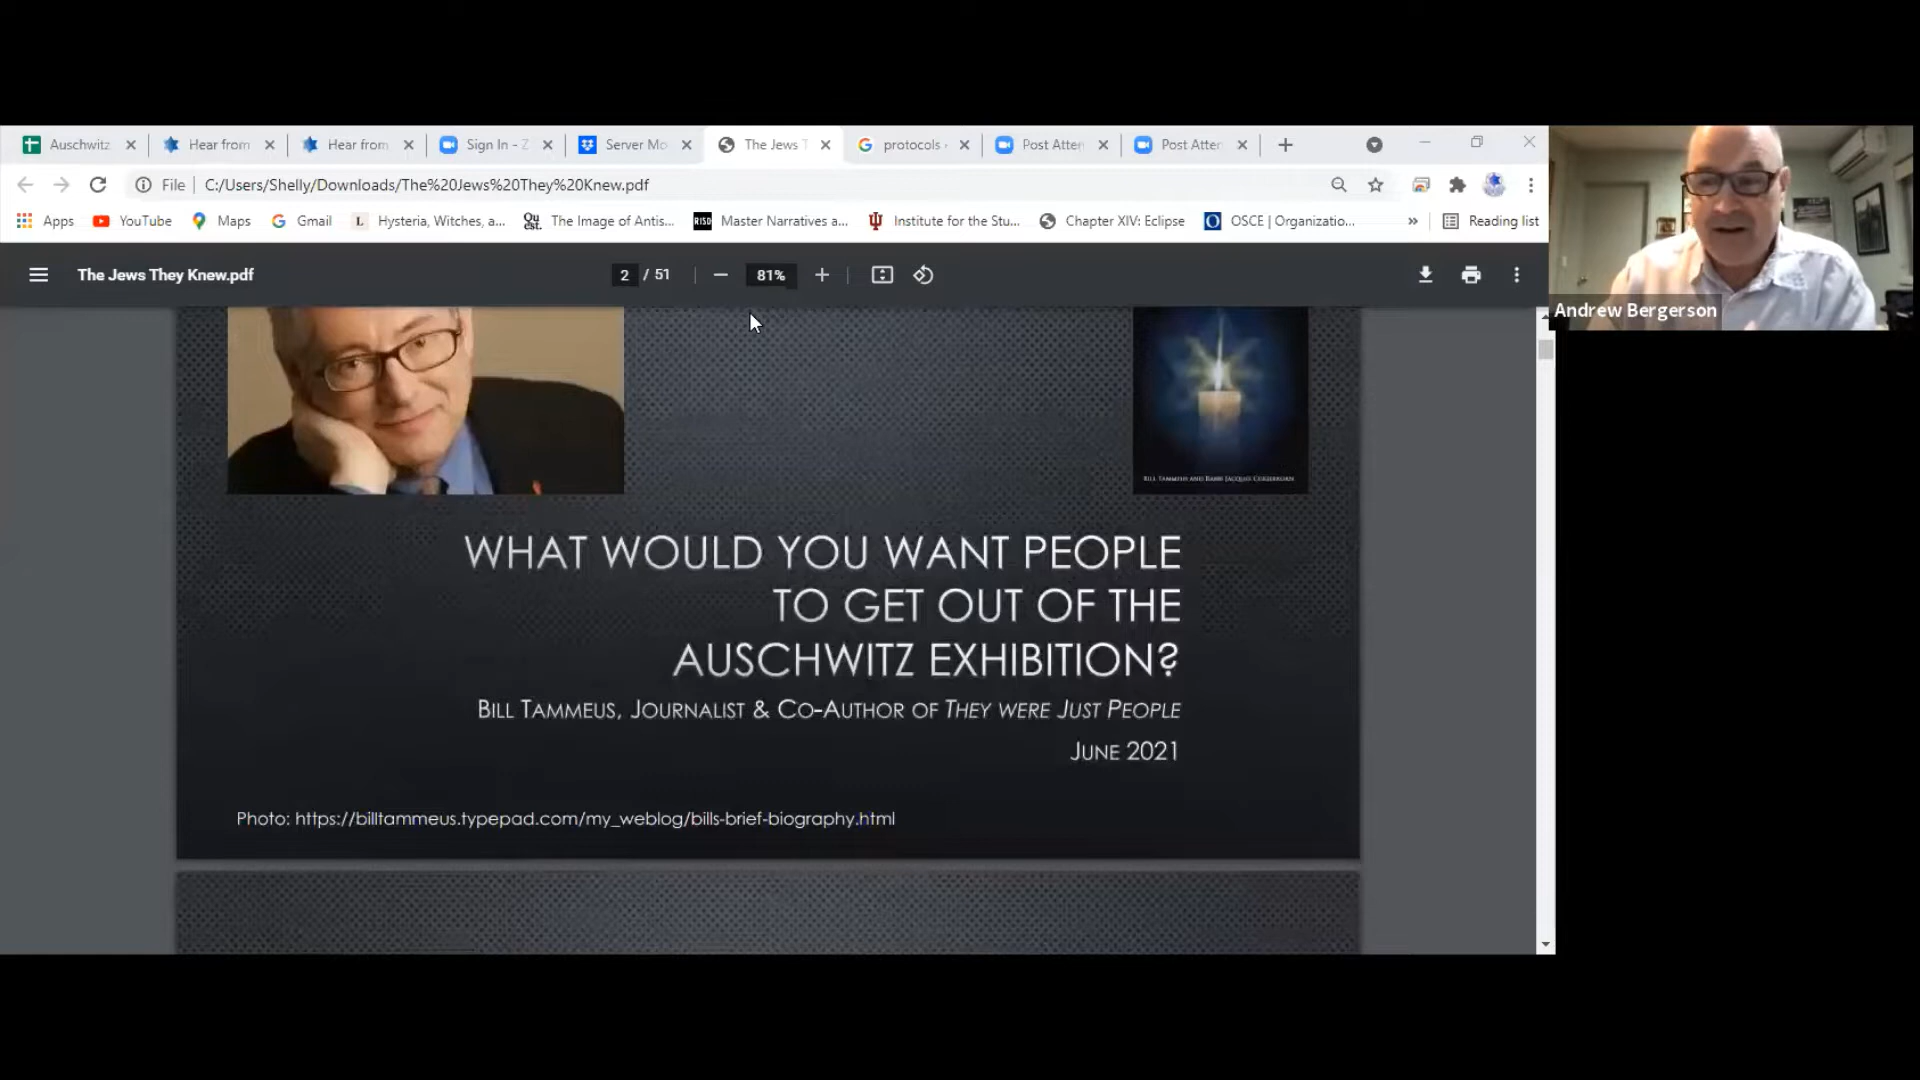 Auschwitz
Hear from
Hear from
Sign In - Z
Server Mo
The Jews T
protocols
Post Atten
Post Atten
File
C:/Users/Shelly/Downloads/The%20Jews%20They%20Knew.pdf
Apps
YouTube
Maps
Gmail
L
Hysteria, Witches, a...
Qu
est.
The Image of Antis...
RISD
Master Narratives a...
Institute for the Stu...
Chapter XIV: Eclipse
OSCE | Organizatio...
»
Reading list
The Jews They Knew.pdf
2 / 51
81%
Andrew Bergerson
BILL TAMMEUS AND RABBI JACQUES CUKIERKORN
WHAT WOULD YOU WANT PEOPLE
TO GET OUT OF THE
AUSCHWITZ EXHIBITION?
BILL TAMMEUS, JOURNALIST & CO-AUTHOR OF THEY WERE JUST PEOPLE
JUNE 2021
Photo: https://billtammeus.typepad.com/my_weblog/bills-brief-biography.html